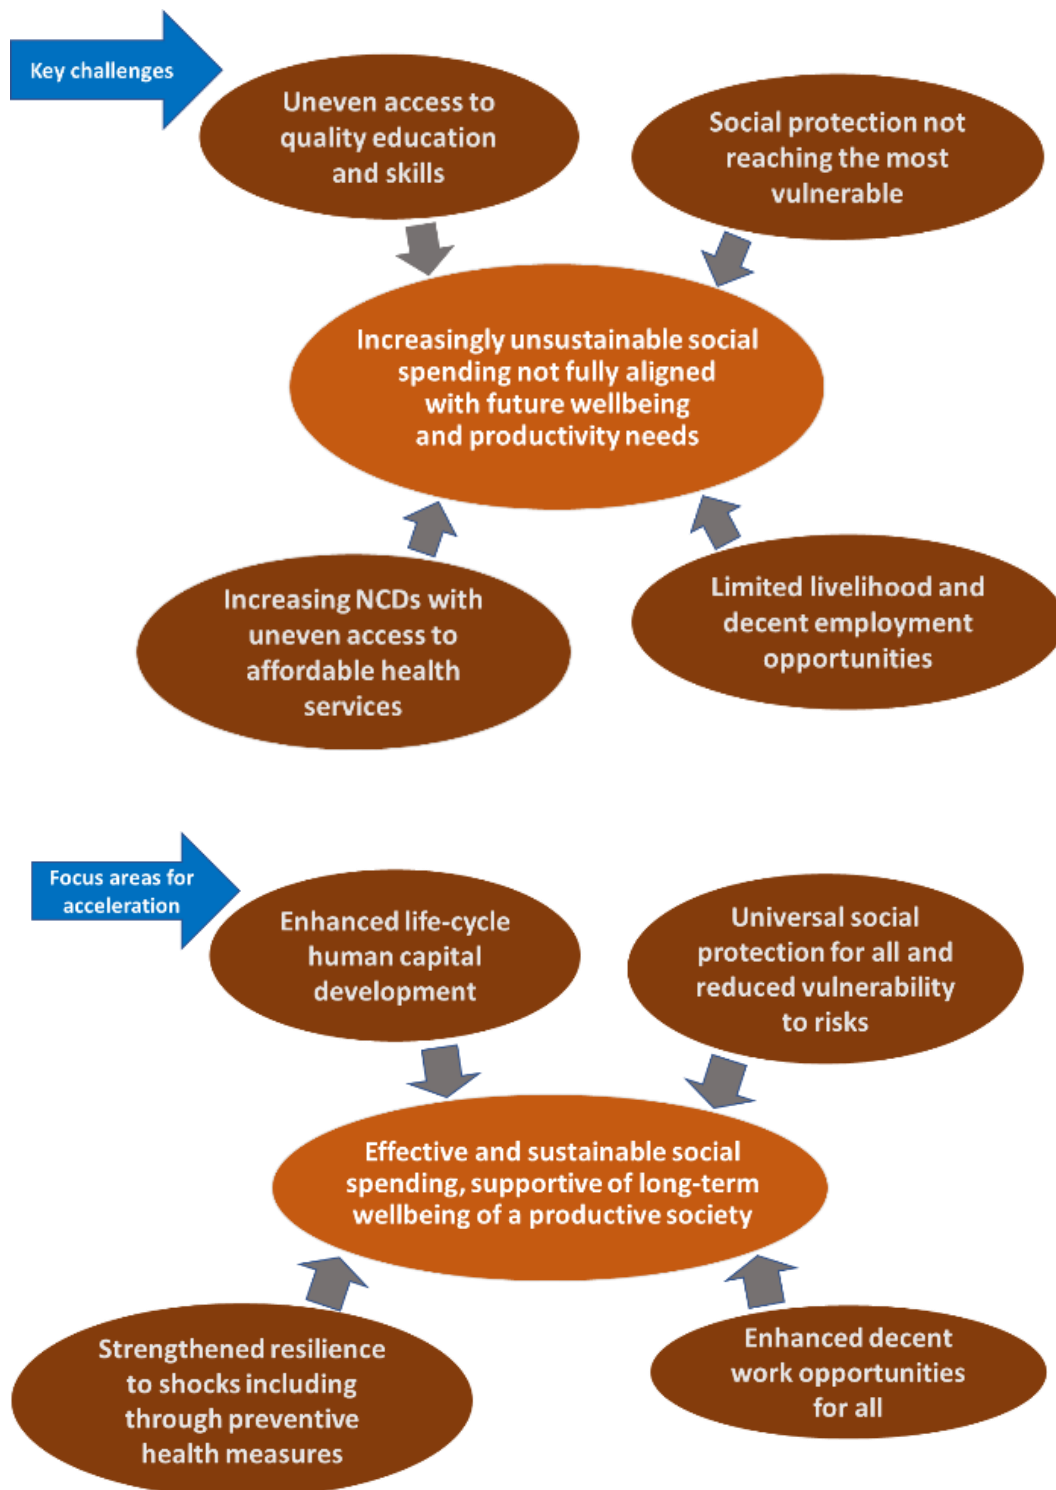 Key challenges
Uneven access to
quality education
and skills
Social protection not
reaching the most
vulnerable
Increasingly unsustainable social
spending not fully aligned
with future wellbeing
and productivity needs
Increasing NCDs with
uneven access to
affordable health
services
Limited livelihood and
decent employment
opportunities
Focus areas for
acceleration
Enhanced life-cycle
human capital
development
Universal social
protection for all and
reduced vulnerability
to risks
Effective and sustainable social
spending, supportive of long-term
wellbeing of a productive society
Strengthened resilience
to shocks including
through preventive
health measures
Enhanced decent
work opportunities
for all